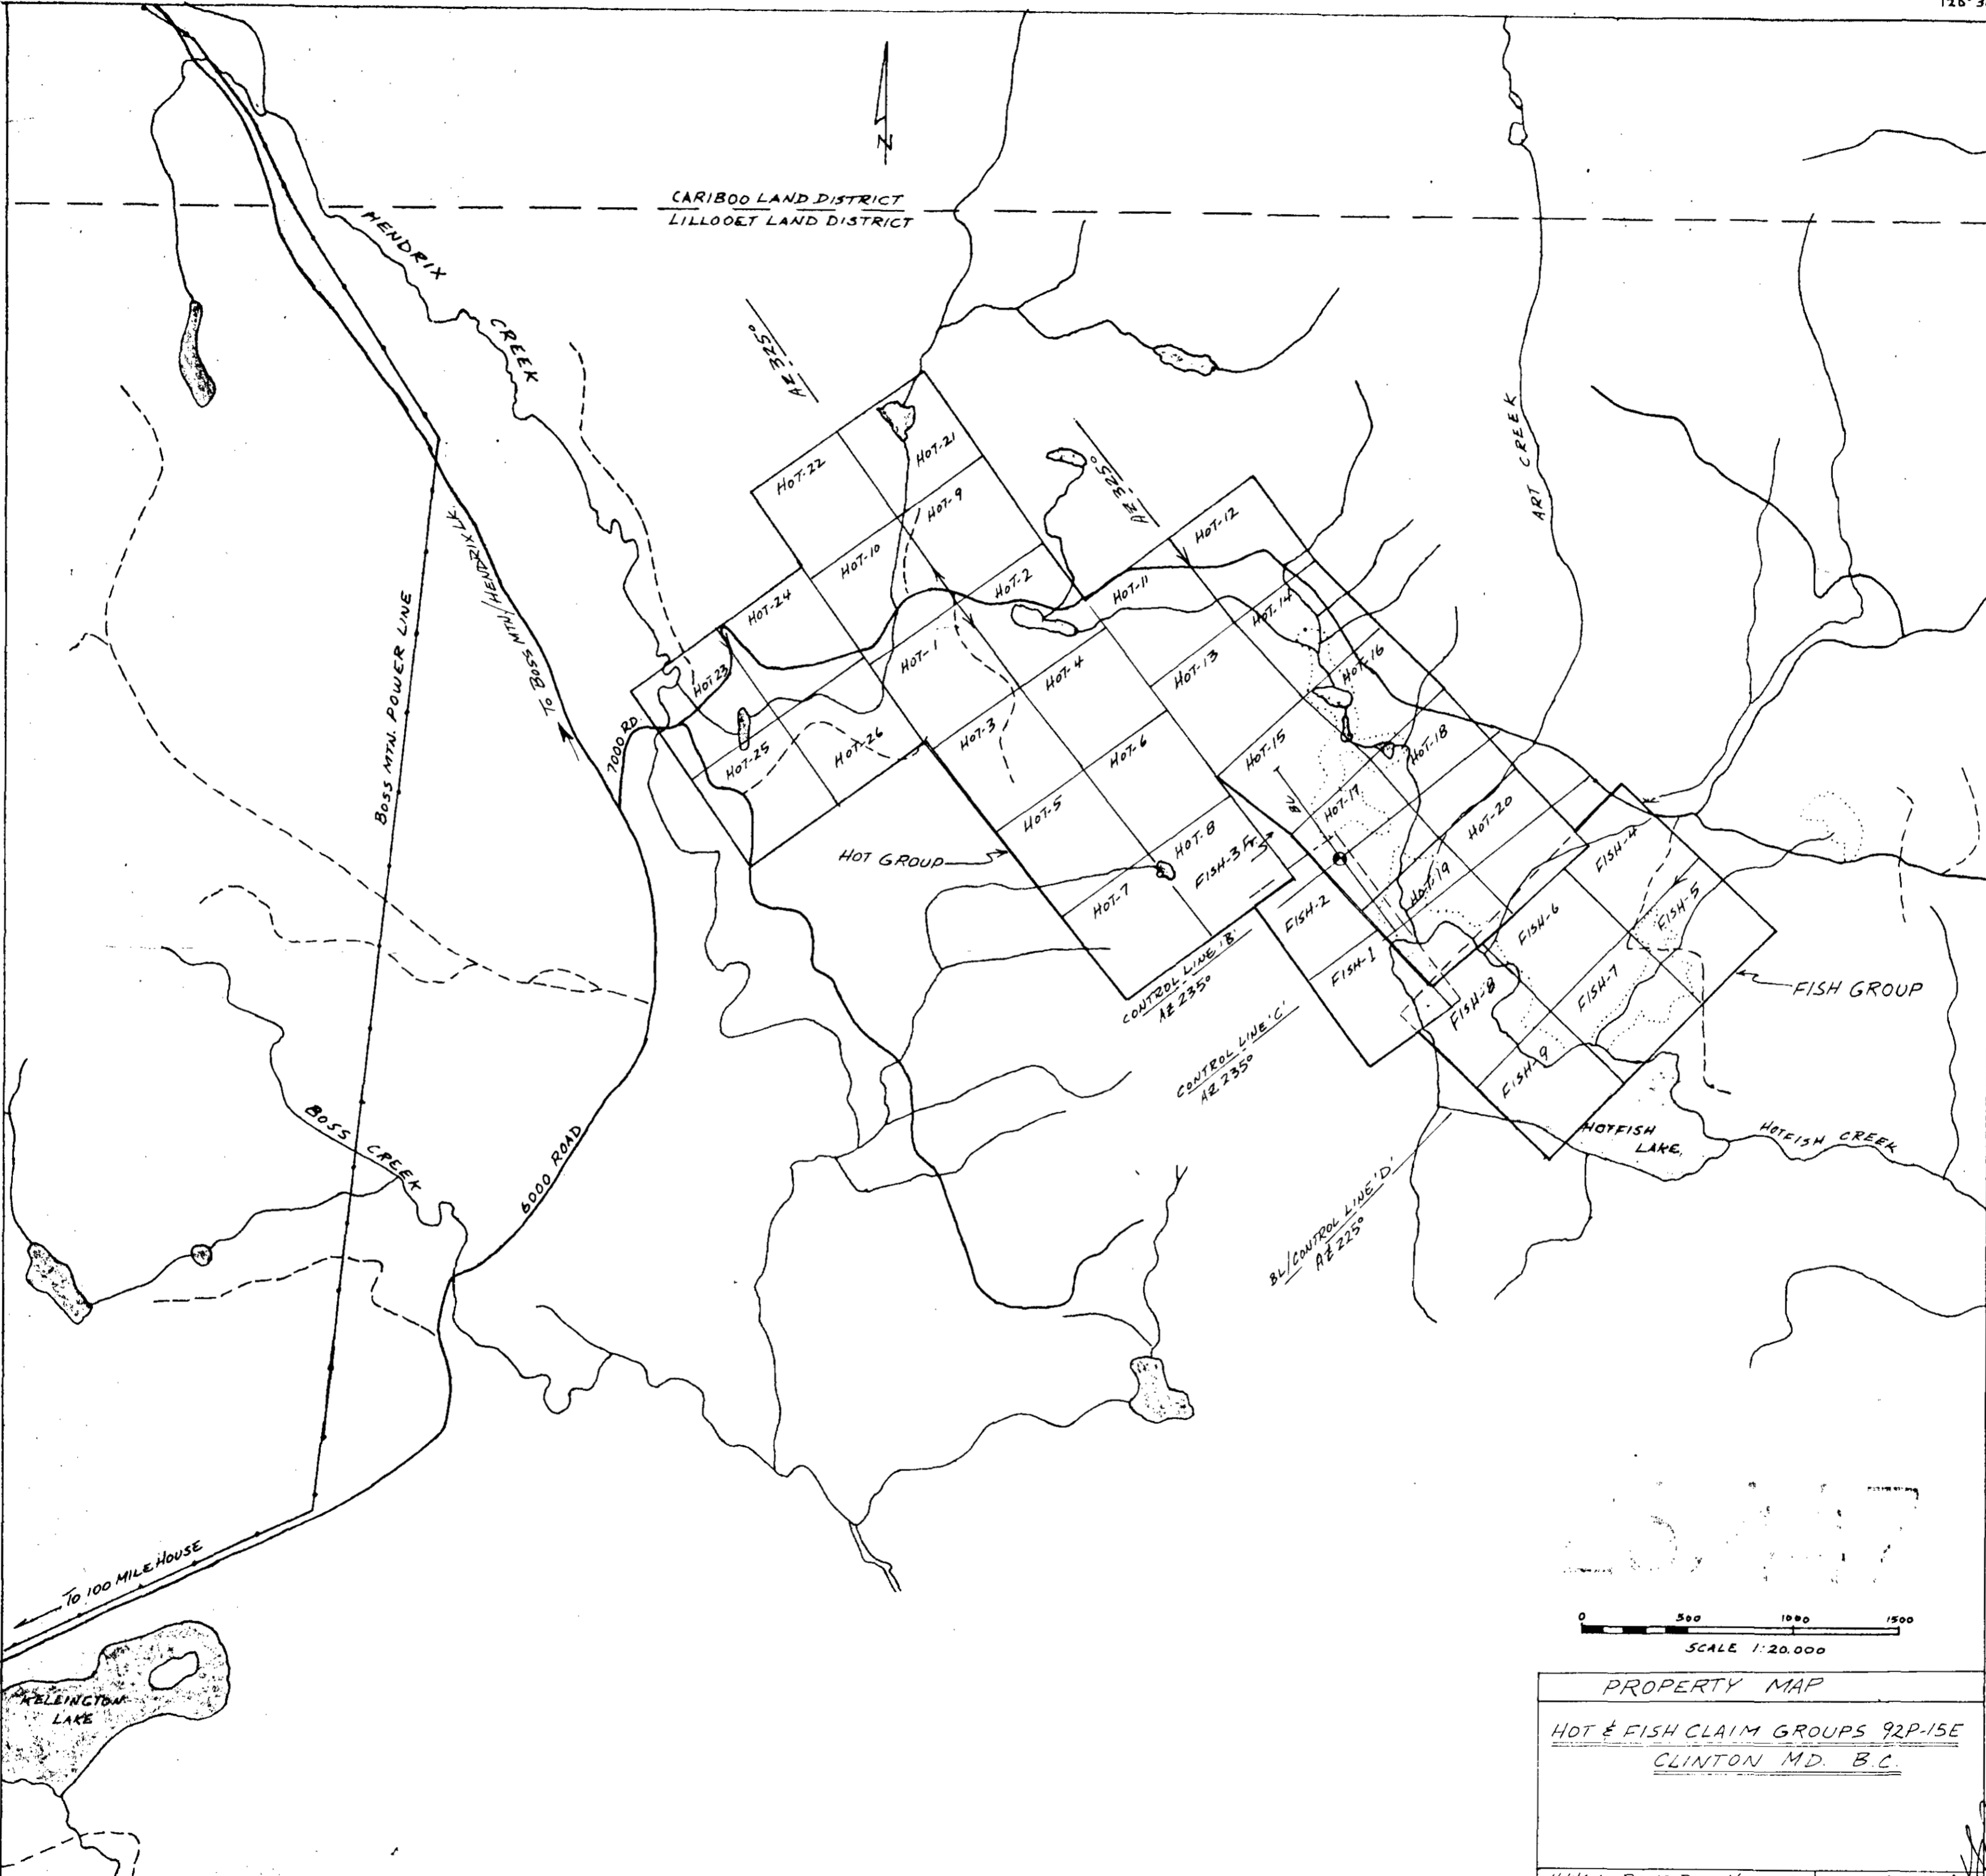 CARIBOO LAND DISTRICT
LILLOOET LAND DISTRICT
N
HENDRIX
CREEK
AZ 325°
AZ 325°
ART CREEK
HOT-22
HOT-21
HOT-9
HOT-10
HOT-12
HOT-2
HOT-11
HOT-24
HOT-14
HOT-1
HOT-4
HOT-13
HOT-16
HOT-23
HOT-26
HOT-3
HOT-6
HOT-15
HOT-18
HOT-25
BL
HOT-17
HOT-20
HOT-5
HOT-8
FISH-3 Fr.
HOT-19
FISH-4
HOT-7
FISH-2
FISH-5
FISH-6
FISH-1
FISH-7
FISH-8
FISH-9
HOT GROUP
FISH GROUP
TO BOSS MTN/HENDRIX LK.
BOSS MTN. POWER LINE
7000 RD.
CONTROL LINE 'B'
AZ 235°
CONTROL LINE 'C'
AZ 235°
BL/CONTROL LINE 'D'
AZ 225°
HOTFISH
LAKE
HOTFISH CREEK
BOSS CREEK
6000 ROAD
TO 100 MILE HOUSE
KELLINGTON
LAKE
0 500 1000 1500
SCALE 1:20.000
PROPERTY MAP
HOT & FISH CLAIM GROUPS 92P-15E
CLINTON MD. B.C.